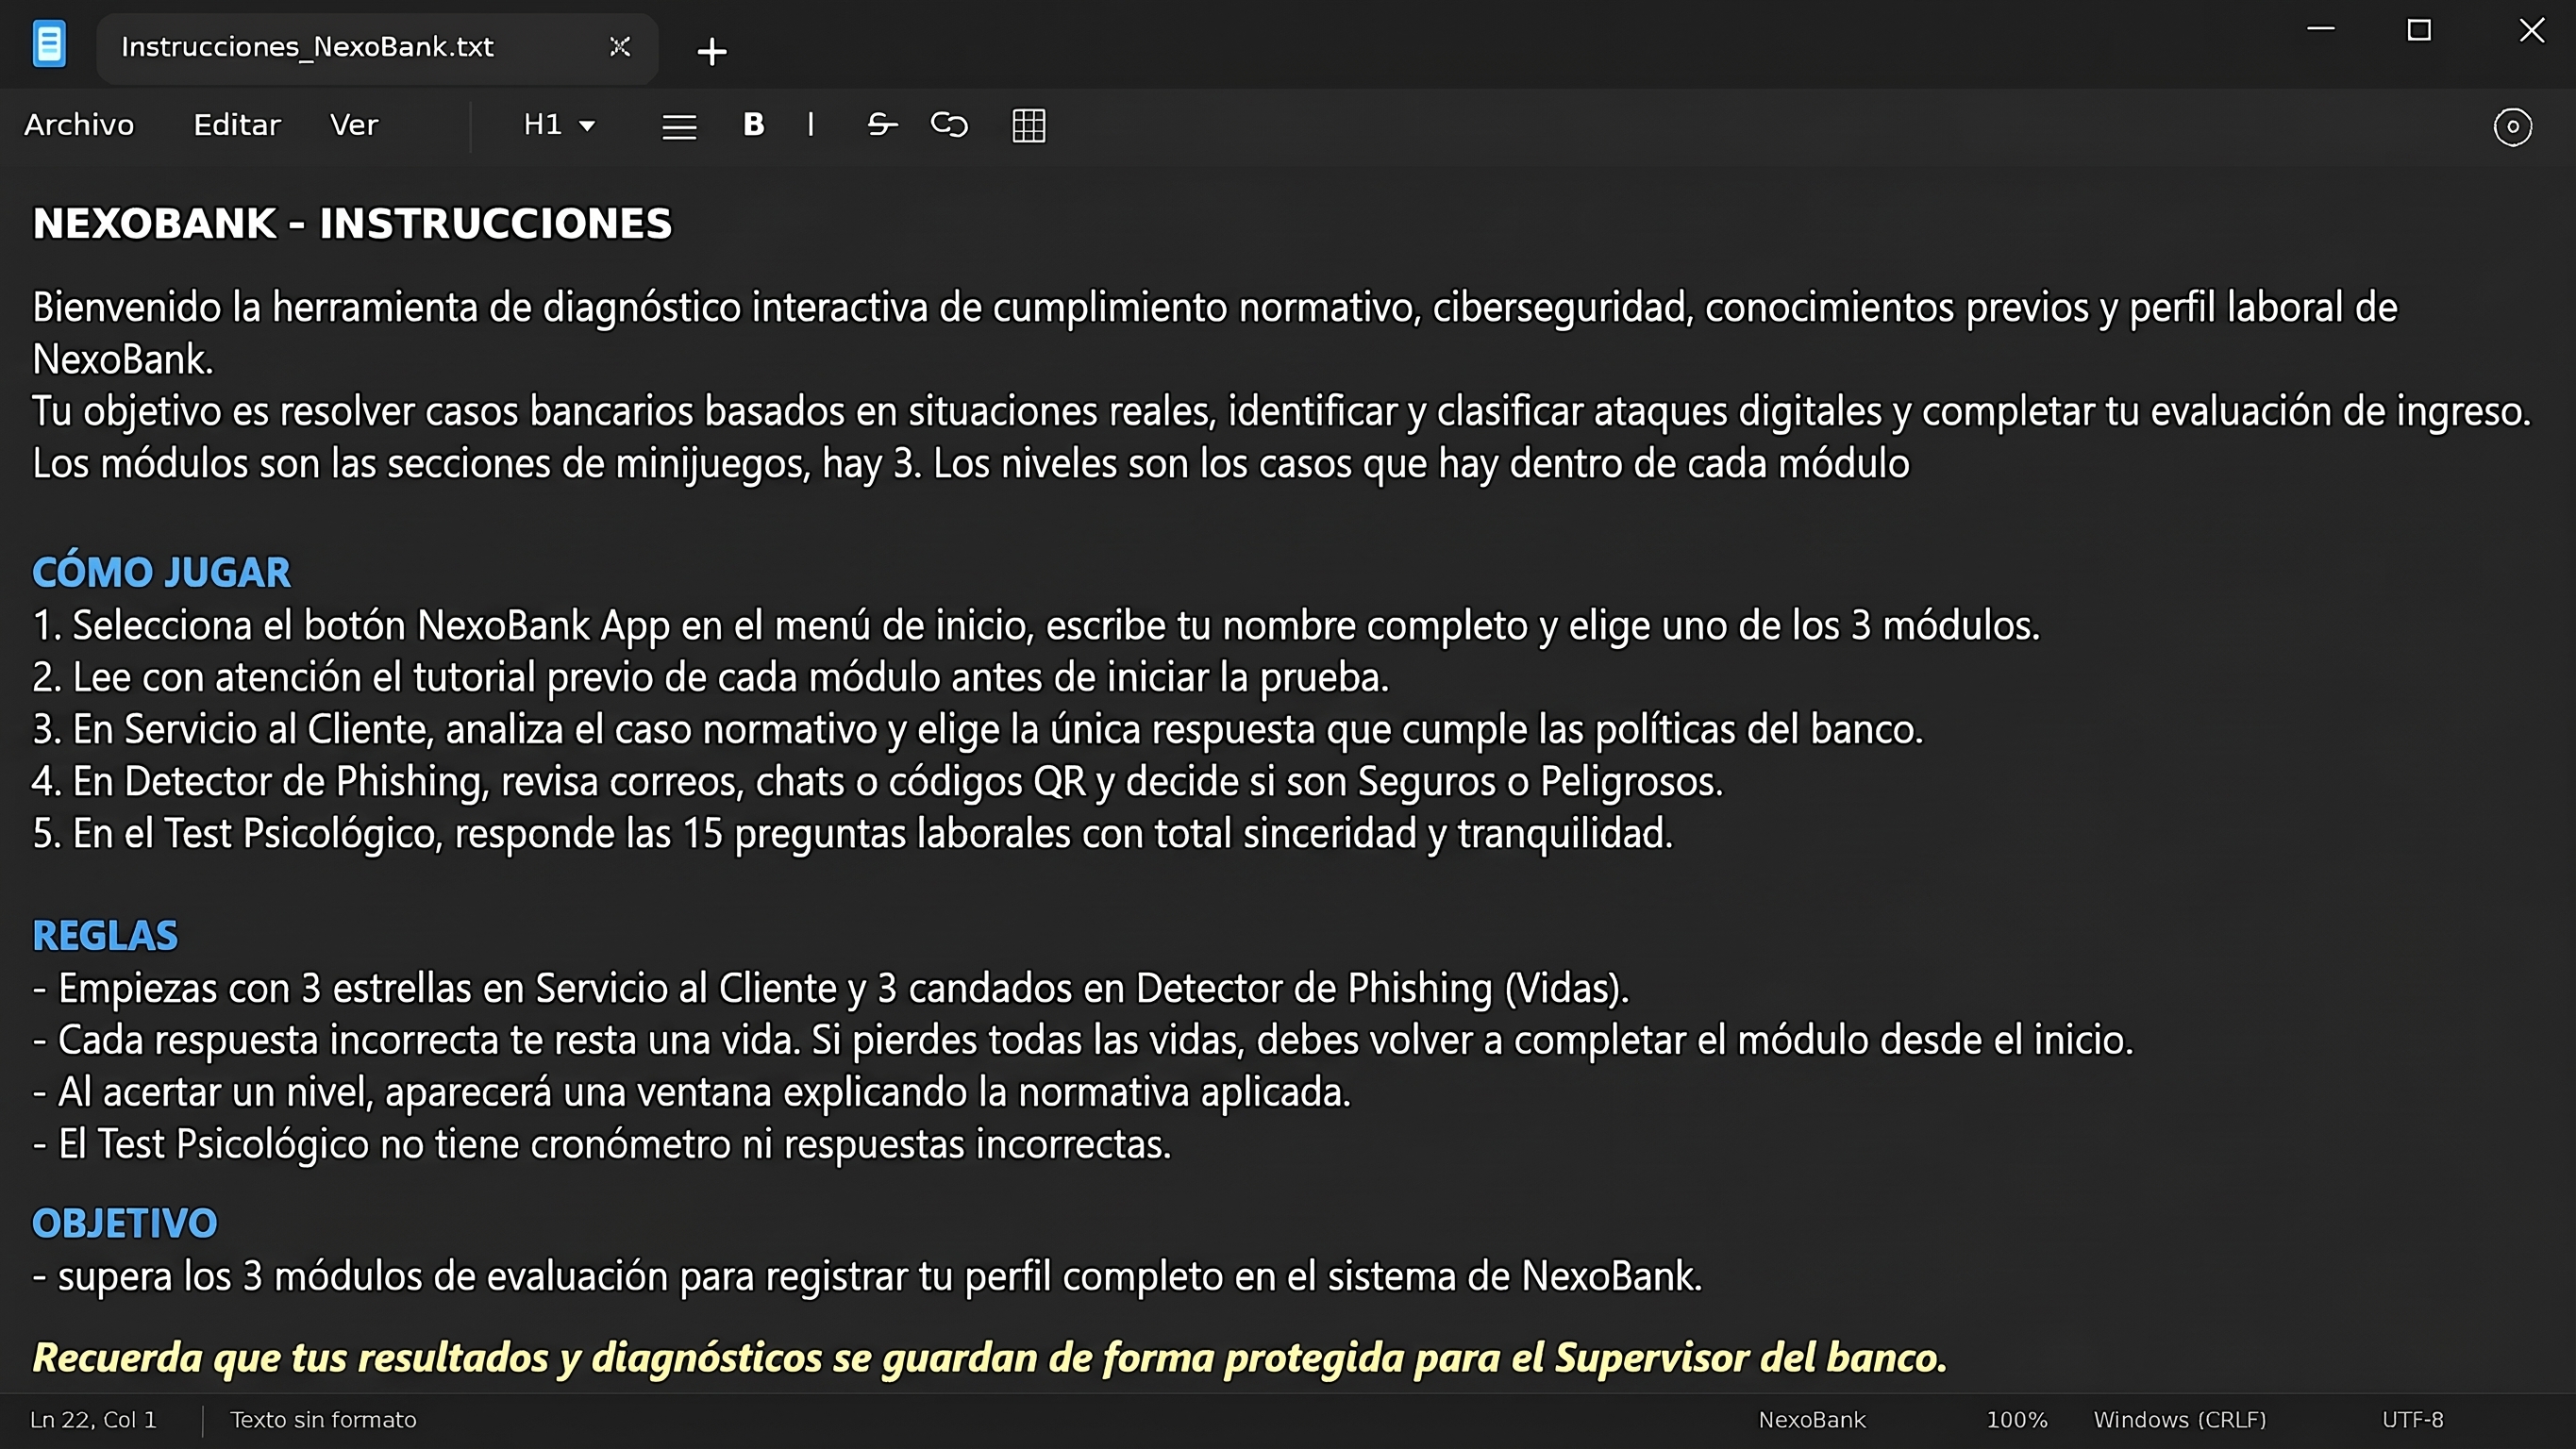 Instrucciones_NexoBank.txt
Archivo Editar Ver H1 B I S
NEXOBANK - INSTRUCCIONES
Bienvenido la herramienta de diagnóstico interactiva de cumplimiento normativo, ciberseguridad, conocimientos previos y perfil laboral de
NexoBank.
Tu objetivo es resolver casos bancarios basados en situaciones reales, identificar y clasificar ataques digitales y completar tu evaluación de ingreso.
Los módulos son las secciones de minijuegos, hay 3. Los niveles son los casos que hay dentro de cada módulo
CÓMO JUGAR
1. Selecciona el botón NexoBank App en el menú de inicio, escribe tu nombre completo y elige uno de los 3 módulos.
2. Lee con atención el tutorial previo de cada módulo antes de iniciar la prueba.
3. En Servicio al Cliente, analiza el caso normativo y elige la única respuesta que cumple las políticas del banco.
4. En Detector de Phishing, revisa correos, chats o códigos QR y decide si son Seguros o Peligrosos.
5. En el Test Psicológico, responde las 15 preguntas laborales con total sinceridad y tranquilidad.
REGLAS
- Empiezas con 3 estrellas en Servicio al Cliente y 3 candados en Detector de Phishing (Vidas).
- Cada respuesta incorrecta te resta una vida. Si pierdes todas las vidas, debes volver a completar el módulo desde el inicio.
- Al acertar un nivel, aparecerá una ventana explicando la normativa aplicada.
- El Test Psicológico no tiene cronómetro ni respuestas incorrectas.
OBJETIVO
- supera los 3 módulos de evaluación para registrar tu perfil completo en el sistema de NexoBank.
Recuerda que tus resultados y diagnósticos se guardan de forma protegida para el Supervisor del banco.
Ln 22, Col 1 Texto sin formato NexoBank 100% Windows (CRLF) UTF-8